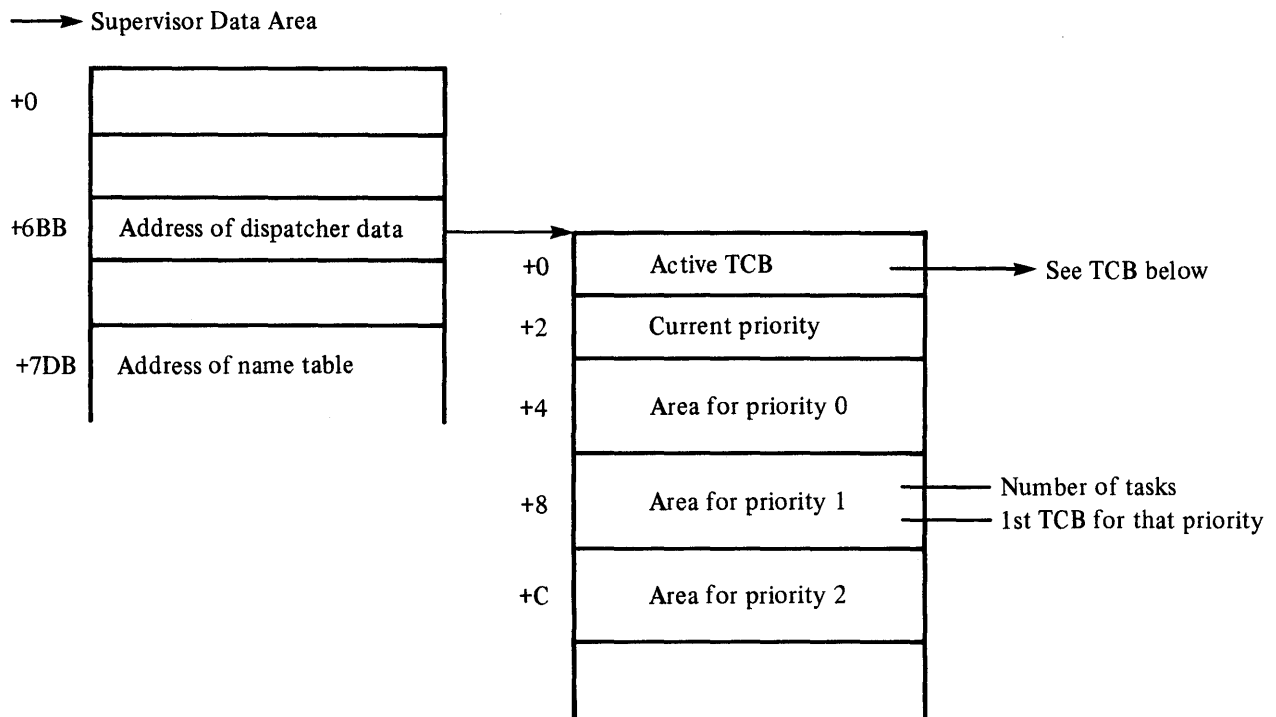 Supervisor Data Area
+0
+6BB Address of dispatcher data
+7DB Address of name table
+0 Active TCB See TCB below
+2 Current priority
+4 Area for priority 0
+8 Area for priority 1
Number of tasks
1st TCB for that priority
+C Area for priority 2